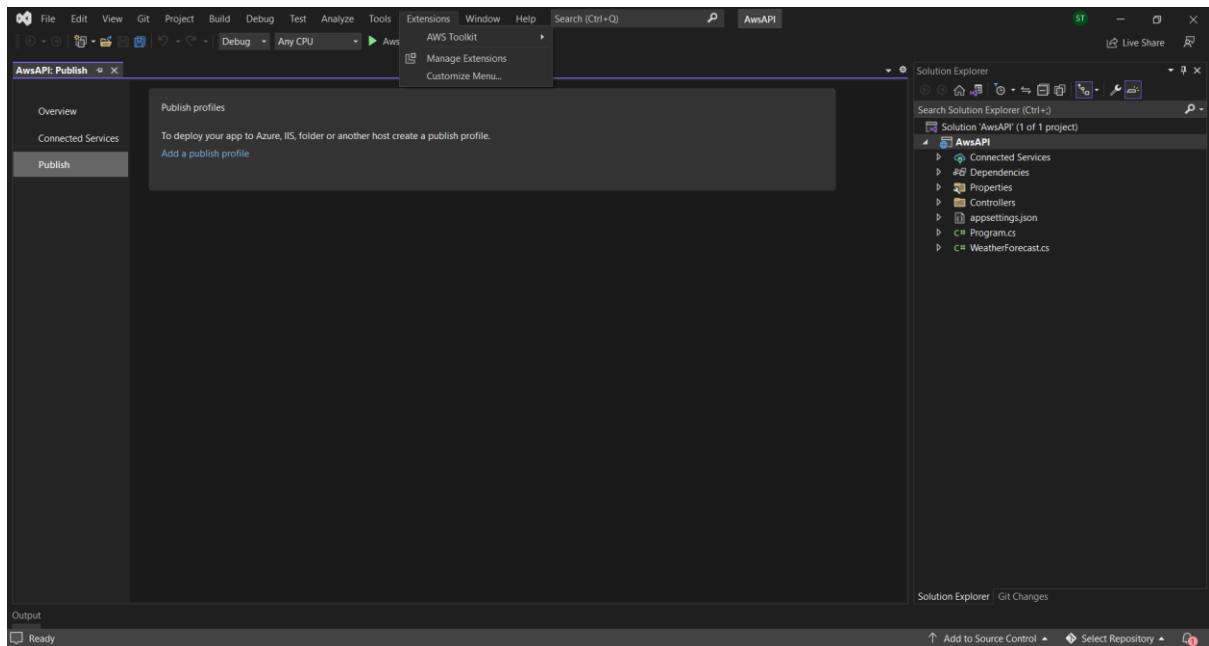 File Edit View Git Project Build Debug Test Analyze Tools Extensions Window Help Search (Ctrl+Q) AwsAPI ST
Debug Any CPU Aws Live Share
AWS Toolkit
Manage Extensions
Customize Menu...
AwsAPI: Publish
Overview
Connected Services
Publish
Publish profiles
To deploy your app to Azure, IIS, folder or another host create a publish profile.
Add a publish profile
Solution Explorer
Search Solution Explorer (Ctrl+;)
Solution 'AwsAPI' (1 of 1 project)
AwsAPI
Connected Services
Dependencies
Properties
Controllers
appsettings.json
C# Program.cs
C# WeatherForecast.cs
Solution Explorer Git Changes
Output
Ready Add to Source Control Select Repository 1